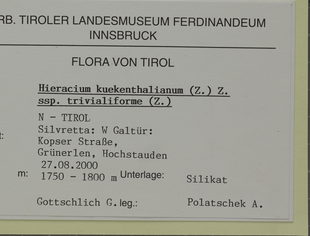 RB. TIROLER LANDESMUSEUM FERDINANDEUM
INNSBRUCK
FLORA VON TIROL
Hieracium kuekenthalianum (Z.) Z.
ssp. trivialiforme (Z.)
N - TIROL
Silvretta: W Galtür:
Kopser Straße,
Grünerlen, Hochstauden
27.08.2000
m: 1750 - 1800 m Unterlage: Silikat
Gottschlich G. leg.: Polatschek A.